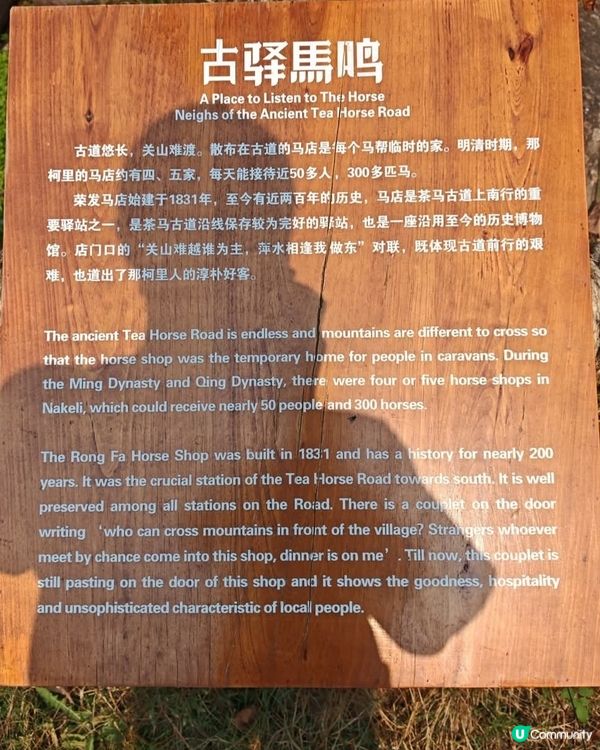 古驿馬鸣
A Place to Listen to The Horse
Neighs of the Ancient Tea Horse Road
古道悠长，关山难渡。散布在古道的马店是每个马帮临时的家。明清时期，那
柯里的马店约有四、五家，每天能接待近50多人，300多匹马。
荣发马店始建于1831年，至今有近两百年的历史，马店是茶马古道上南行的重
要驿站之一，是茶马古道沿线保存较为完好的驿站，也是一座沿用至今的历史博物
馆。店门口的“关山难越谁为主，萍水相逢我做东”对联，既体现古道前行的艰
难，也道出了那柯里人的淳朴好客。
The ancient Tea Horse Road is endless and mountains are different to cross so
that the horse shop was the temporary home for people in caravans. During
the Ming Dynasty and Qing Dynasty, there were four or five horse shops in
Nakeli, which could receive nearly 50 people and 300 horses.
The Rong Fa Horse Shop was built in 1831 and has a history for nearly 200
years. It was the crucial station of the Tea Horse Road towards south. It is well
preserved among all stations on the Road. There is a couplet on the door
writing ‘who can cross mountains in front of the village? Strangers whoever
meet by chance come into this shop, dinner is on me’. Till now, this couplet is
still pasting on the door of this shop and it shows the goodness, hospitality
and unsophisticated characteristic of local people.
U Community